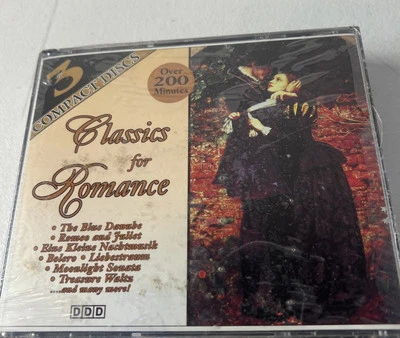 3
COMPACT DISCS
Over
200
Minutes
Classics
for
Romance
• The Blue Danube
• Romeo and Juliet
• Eine Kleine Nachtmusik
• Bolero • Liebestraum
• Moonlight Sonata
• Treasure Waltz
....and many more!
DDD